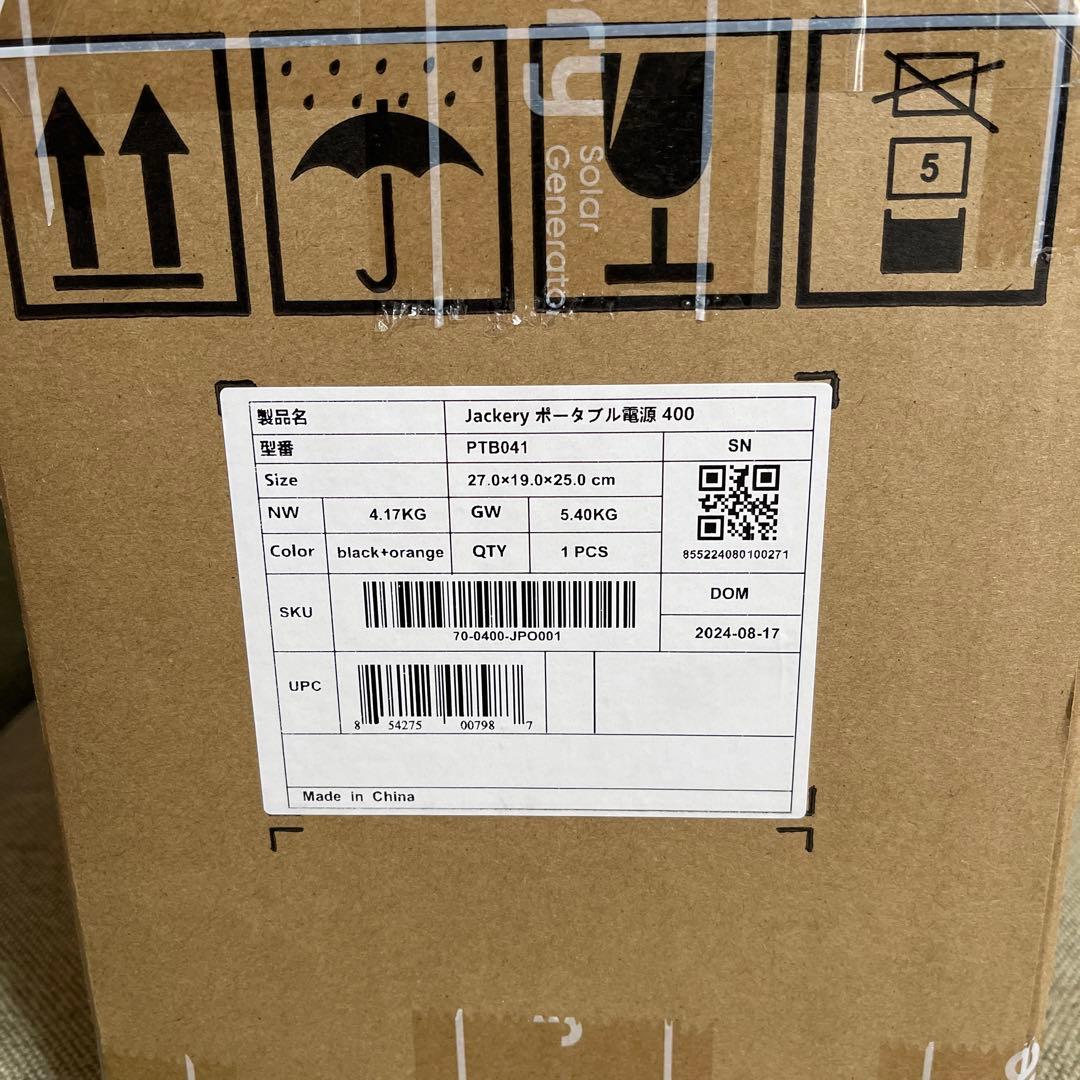 ry
Solar
Generator
5
製品名 Jackery ポータブル電源 400
型番 PTB041 SN
Size 27.0×19.0×25.0 cm
NW 4.17KG GW 5.40KG
855224080100271
Color black+orange QTY 1 PCS
SKU 70-0400-JPO001
DOM
2024-08-17
UPC 8 54275 00798 7
Made in China